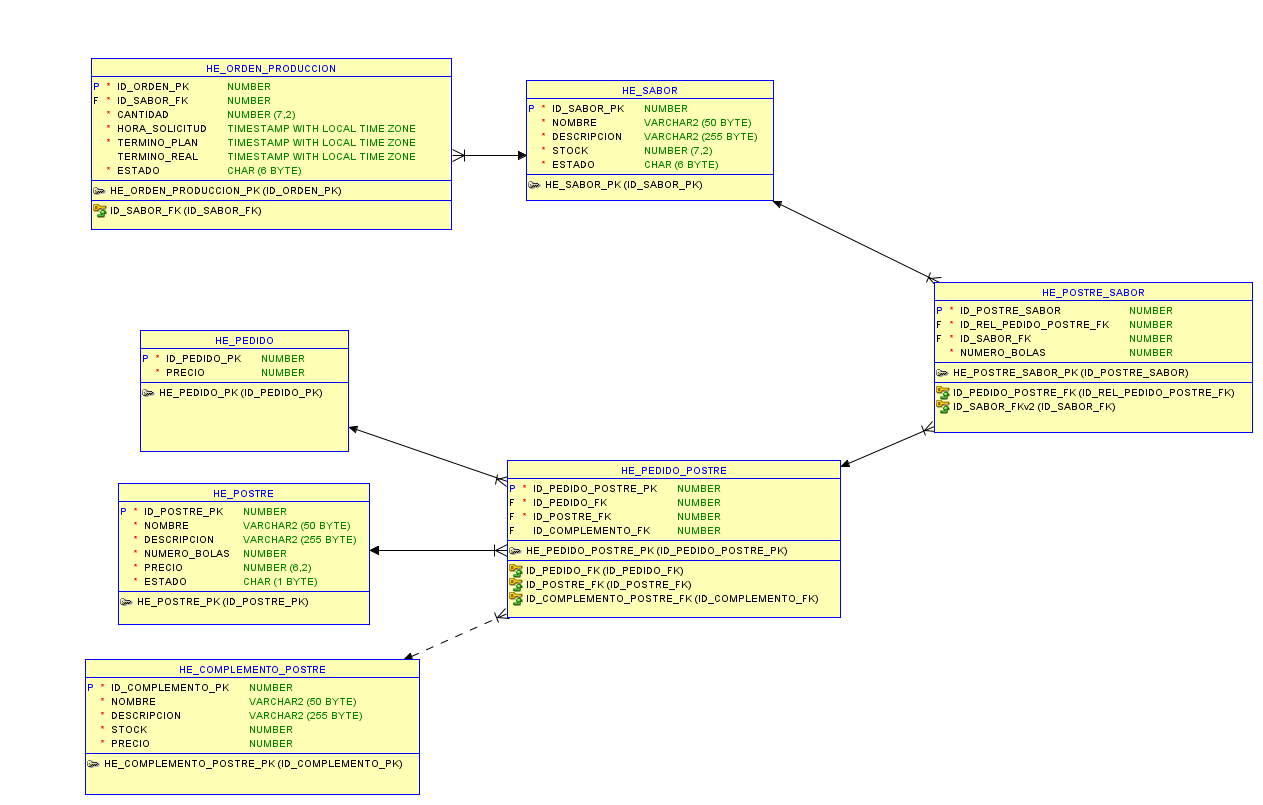 HE_ORDEN_PRODUCCION
P * ID_ORDEN_PK NUMBER
F * ID_SABOR_FK NUMBER
* CANTIDAD NUMBER (7,2)
* HORA_SOLICITUD TIMESTAMP WITH LOCAL TIME ZONE
* TERMINO_PLAN TIMESTAMP WITH LOCAL TIME ZONE
TERMINO_REAL TIMESTAMP WITH LOCAL TIME ZONE
* ESTADO CHAR (6 BYTE)
HE_ORDEN_PRODUCCION_PK (ID_ORDEN_PK)
ID_SABOR_FK (ID_SABOR_FK)
HE_SABOR
P * ID_SABOR_PK NUMBER
* NOMBRE VARCHAR2 (50 BYTE)
* DESCRIPCION VARCHAR2 (255 BYTE)
* STOCK NUMBER (7,2)
* ESTADO CHAR (6 BYTE)
HE_SABOR_PK (ID_SABOR_PK)
HE_POSTRE_SABOR
P * ID_POSTRE_SABOR NUMBER
F * ID_REL_PEDIDO_POSTRE_FK NUMBER
F * ID_SABOR_FK NUMBER
* NUMERO_BOLAS NUMBER
HE_POSTRE_SABOR_PK (ID_POSTRE_SABOR)
ID_PEDIDO_POSTRE_FK (ID_REL_PEDIDO_POSTRE_FK)
ID_SABOR_FKv2 (ID_SABOR_FK)
HE_PEDIDO
P * ID_PEDIDO_PK NUMBER
* PRECIO NUMBER
HE_PEDIDO_PK (ID_PEDIDO_PK)
HE_PEDIDO_POSTRE
P * ID_PEDIDO_POSTRE_PK NUMBER
F * ID_PEDIDO_FK NUMBER
F * ID_POSTRE_FK NUMBER
F ID_COMPLEMENTO_FK NUMBER
HE_PEDIDO_POSTRE_PK (ID_PEDIDO_POSTRE_PK)
ID_PEDIDO_FK (ID_PEDIDO_FK)
ID_POSTRE_FK (ID_POSTRE_FK)
ID_COMPLEMENTO_POSTRE_FK (ID_COMPLEMENTO_FK)
HE_POSTRE
P * ID_POSTRE_PK NUMBER
* NOMBRE VARCHAR2 (50 BYTE)
* DESCRIPCION VARCHAR2 (255 BYTE)
* NUMERO_BOLAS NUMBER
* PRECIO NUMBER (6,2)
* ESTADO CHAR (1 BYTE)
HE_POSTRE_PK (ID_POSTRE_PK)
HE_COMPLEMENTO_POSTRE
P * ID_COMPLEMENTO_PK NUMBER
* NOMBRE VARCHAR2 (50 BYTE)
* DESCRIPCION VARCHAR2 (255 BYTE)
* STOCK NUMBER
* PRECIO NUMBER
HE_COMPLEMENTO_POSTRE_PK (ID_COMPLEMENTO_PK)